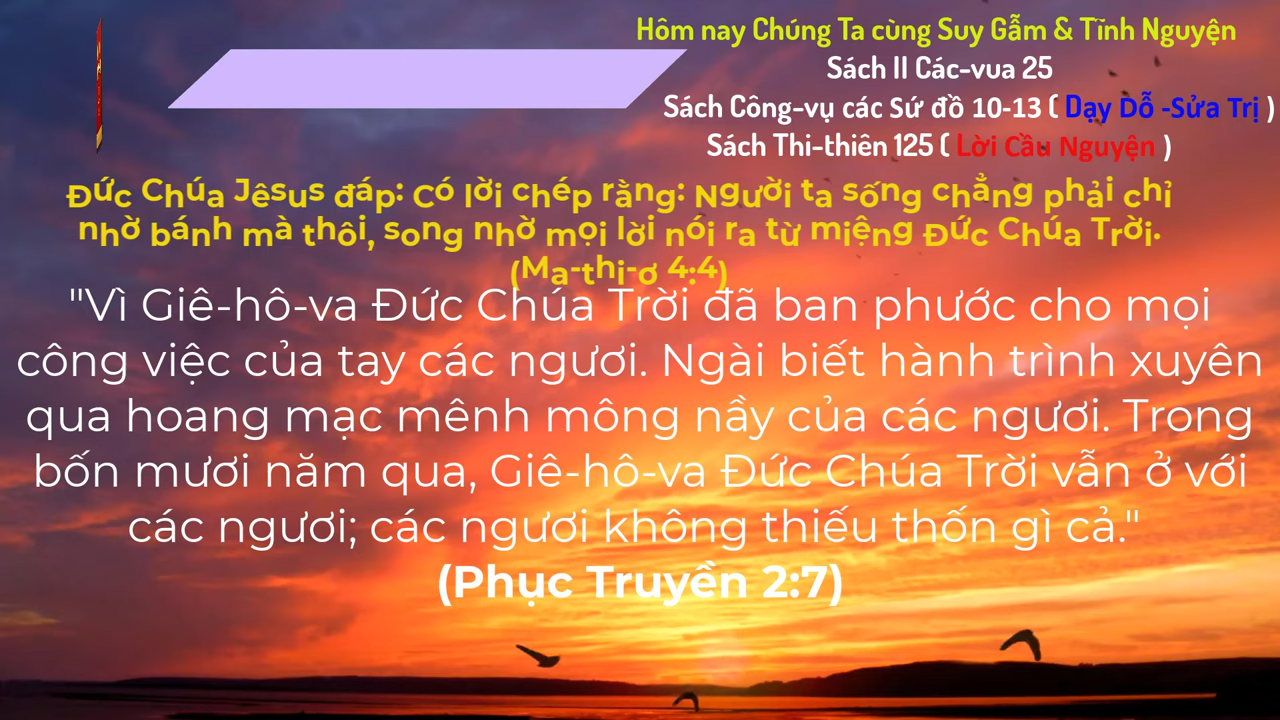 Hôm nay Chúng Ta cùng Suy Gẫm & Tĩnh Nguyện
Sách II Các-vua 25
Sách Công-vụ các Sứ đồ 10-13 ( Dạy Dỗ -Sửa Trị )
Sách Thi-thiên 125 ( Lời Cầu Nguyện )
Đức Chúa Jêsus đáp: Có lời chép rằng: Người ta sống chẳng phải chỉ
nhờ bánh mà thôi, song nhờ mọi lời nói ra từ miệng Đức Chúa Trời.
(Ma-thi-ơ 4:4)
"Vì Giê-hô-va Đức Chúa Trời đã ban phước cho mọi
công việc của tay các ngươi. Ngài biết hành trình xuyên
qua hoang mạc mênh mông nầy của các ngươi. Trong
bốn mươi năm qua, Giê-hô-va Đức Chúa Trời vẫn ở với
các ngươi; các ngươi không thiếu thốn gì cả."
(Phục Truyền 2:7)